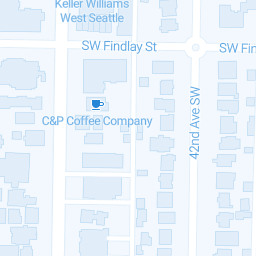 Keller Williams
West Seattle
SW Findlay St
SW Fin
C&P Coffee Company
42nd Ave SW